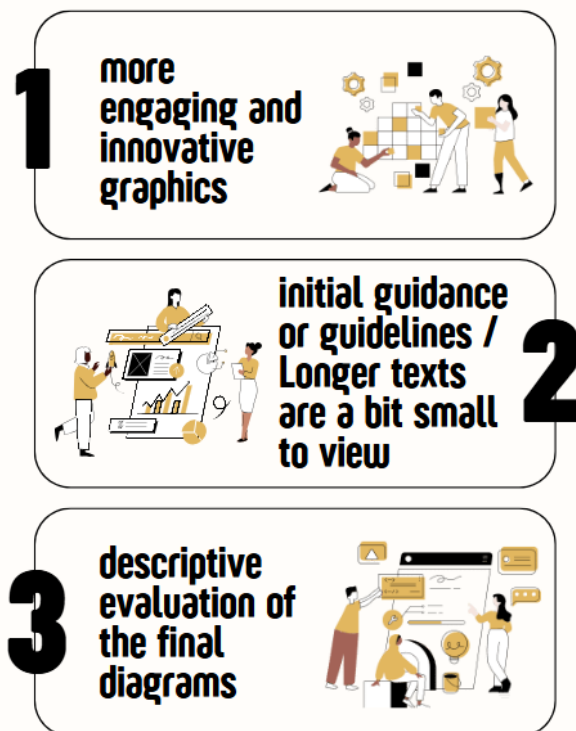 1
more
engaging and
innovative
graphics
initial guidance
or guidelines /
Longer texts
are a bit small
to view
2
3
descriptive
evaluation of
the final
diagrams